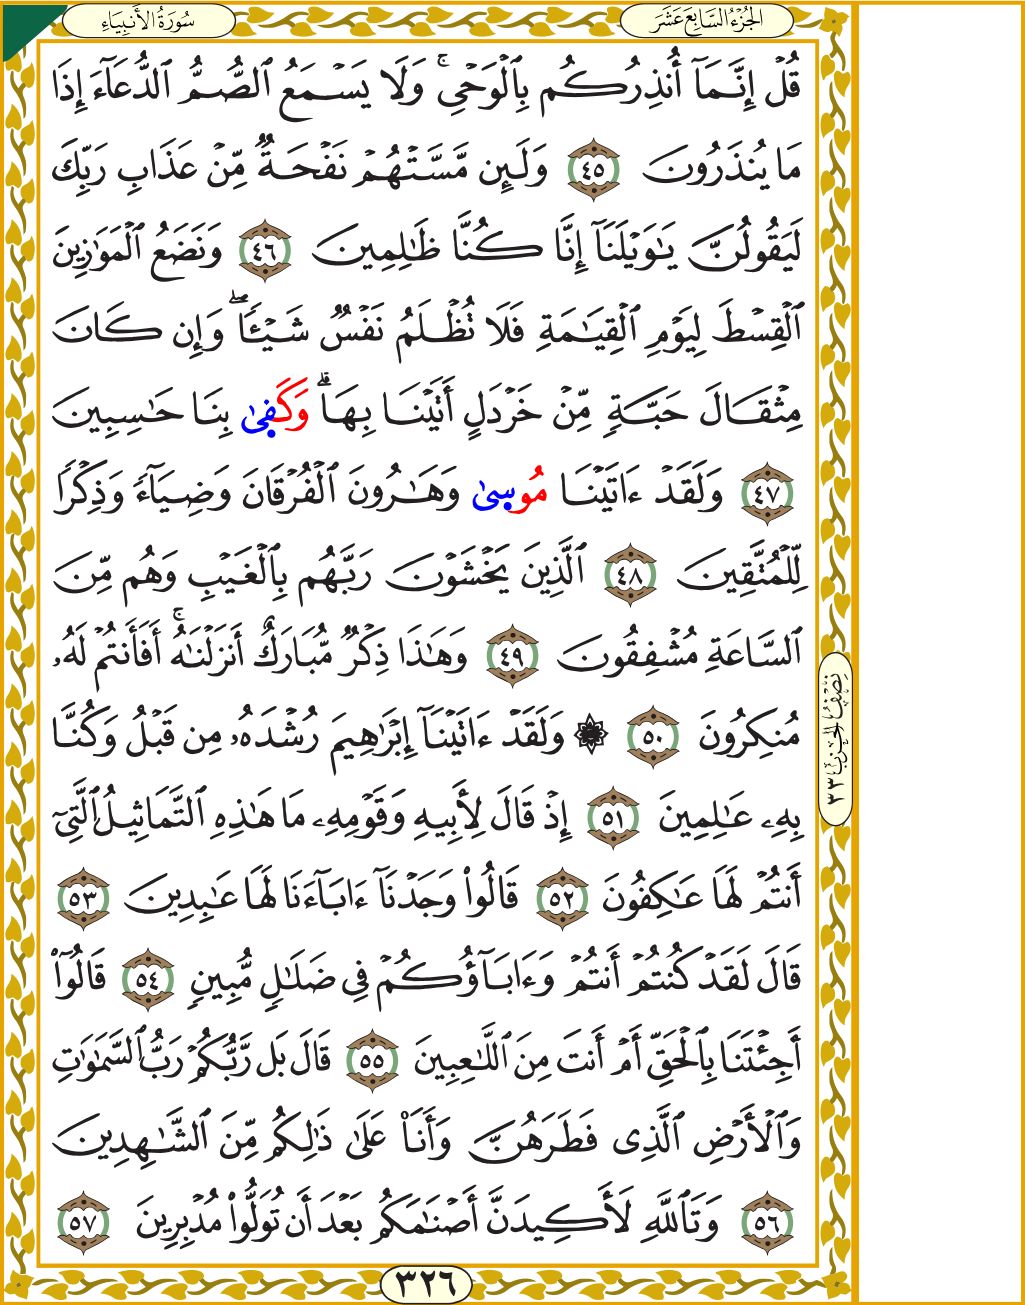 سُورَةُ الأَنبِيَاءِ
الجُزْءُ السَّابِعَ عَشَرَ
قُلۡ إِنَّمَآ أُنذِرُكُم بِٱلۡوَحۡيِۚ وَلَا يَسۡمَعُ ٱلصُّمُّ ٱلدُّعَآءَ إِذَا
مَا يُنذَرُونَ ٤٥ وَلَئِن مَّسَّتۡهُمۡ نَفۡحَةٌ مِّنۡ عَذَابِ رَبِّكَ
لَيَقُولُنَّ يَٰوَيۡلَنَآ إِنَّا كُنَّا ظَٰلِمِينَ ٤٦ وَنَضَعُ ٱلۡمَوَٰزِينَ
ٱلۡقِسۡطَ لِيَوۡمِ ٱلۡقِيَٰمَةِ فَلَا تُظۡلَمُ نَفۡسٌ شَيۡـًٔاۖ وَإِن كَانَ
مِثۡقَالَ حَبَّةٍ مِّنۡ خَرۡدَلٍ أَتَيۡنَا بِهَاۗ وَكَفۭيٰ بِنَا حَٰسِبِينَ
٤٧ وَلَقَدۡ ءَاتَيۡنَا مُوسۭيٰ وَهَٰرُونَ ٱلۡفُرۡقَانَ وَضِيَآءً وَذِكۡرًا
لِّلۡمُتَّقِينَ ٤٨ ٱلَّذِينَ يَخۡشَوۡنَ رَبَّهُم بِٱلۡغَيۡبِ وَهُم مِّنَ
ٱلسَّاعَةِ مُشۡفِقُونَ ٤٩ وَهَٰذَا ذِكۡرٌ مُّبَارَكٌ أَنزَلۡنَٰهُۚ أَفَأَنتُمۡ لَهُۥ
مُنكِرُونَ ٥٠ ۞ وَلَقَدۡ ءَاتَيۡنَآ إِبۡرَٰهِيمَ رُشۡدَهُۥ مِن قَبۡلُ وَكُنَّا
بِهِۦ عَٰلِمِينَ ٥١ إِذۡ قَالَ لِأَبِيهِ وَقَوۡمِهِۦ مَا هَٰذِهِ ٱلتَّمَاثِيلُ ٱلَّتِيٓ
أَنتُمۡ لَهَا عَٰكِفُونَ ٥٢ قَالُواْ وَجَدۡنَآ ءَابَآءَنَا لَهَا عَٰبِدِينَ ٥٣
قَالَ لَقَدۡ كُنتُمۡ أَنتُمۡ وَءَابَآؤُكُمۡ فِي ضَلَٰلٍ مُّبِينٍ ٥٤ قَالُوٓاْ
أَجِئۡتَنَا بِٱلۡحَقِّ أَمۡ أَنتَ مِنَ ٱللَّٰعِبِينَ ٥٥ قَالَ بَل رَّبُّكُمۡ رَبُّ ٱلسَّمَٰوَٰتِ
وَٱلۡأَرۡضِ ٱلَّذِي فَطَرَهُنَّ وَأَنَا۠ عَلَىٰ ذَٰلِكُم مِّنَ ٱلشَّٰهِدِينَ
٥٦ وَتَٱللَّهِ لَأَكِيدَنَّ أَصۡنَٰمَكُم بَعۡدَ أَن تُوَلُّواْ مُدۡبِرِينَ ٥٧
نِصْفُ الحِزْبِ ٣٣
٣٢٦